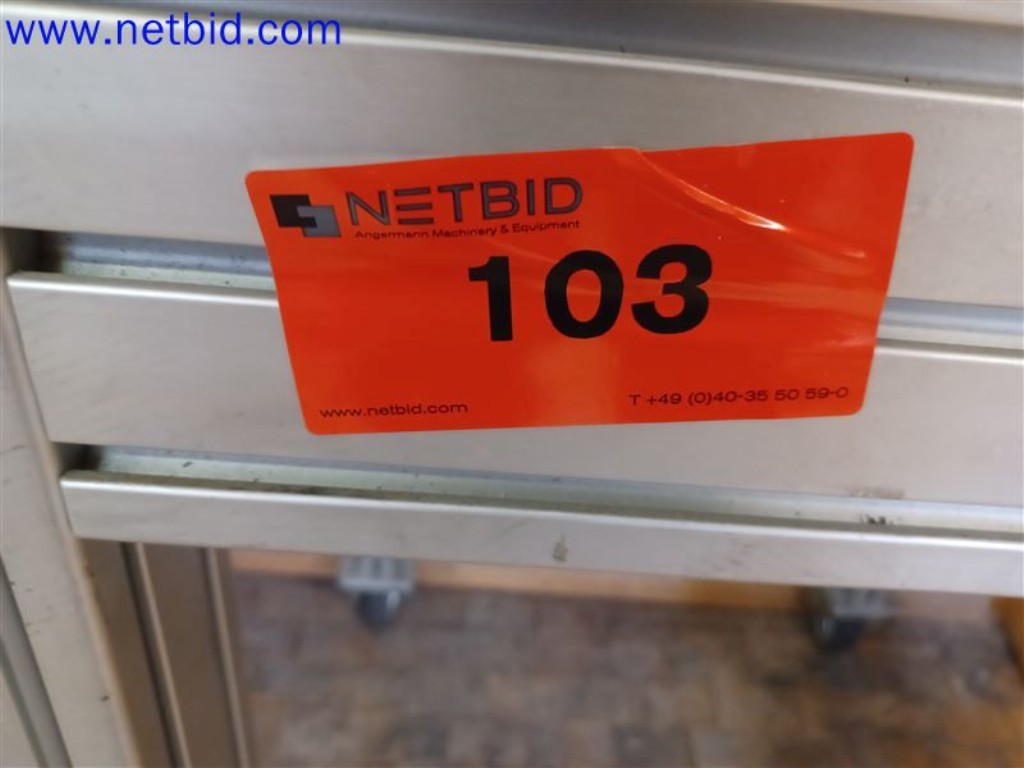 www.netbid.com
NETBID
Angermann Machinery & Equipment
103
www.netbid.com
T +49 (0)40-35 50 59-0